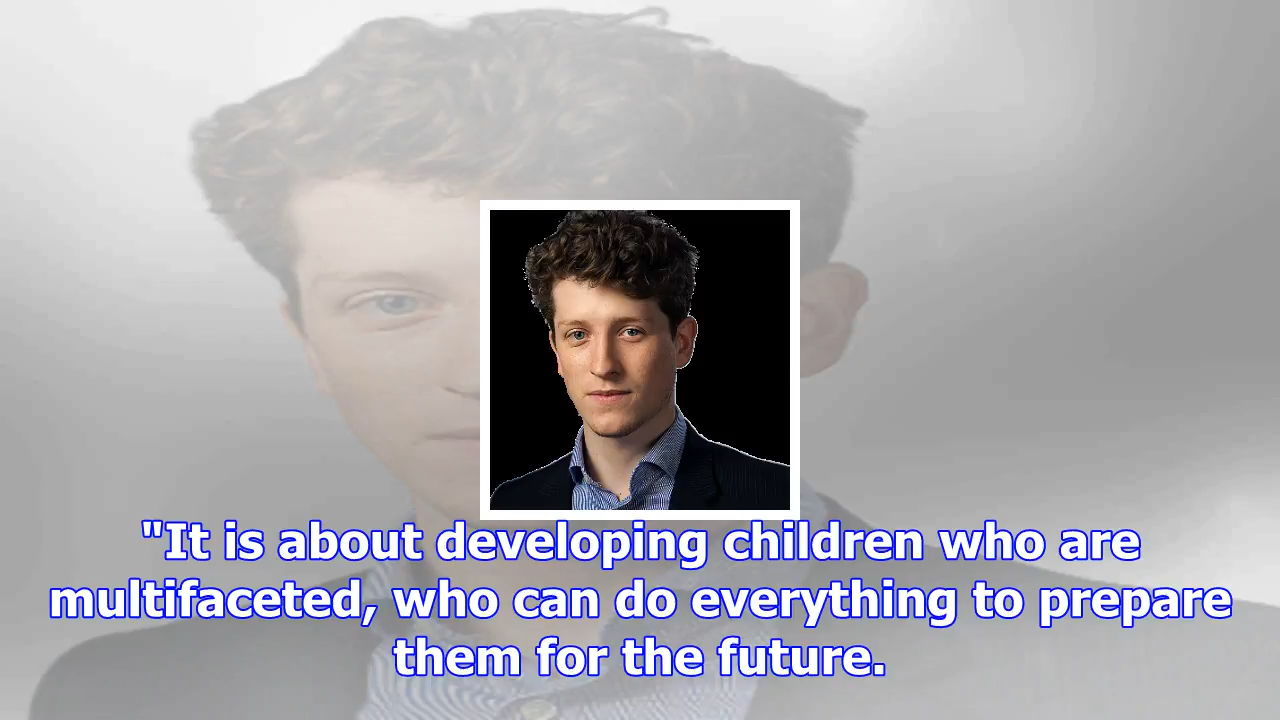 "It is about developing children who are
multifaceted, who can do everything to prepare
them for the future.